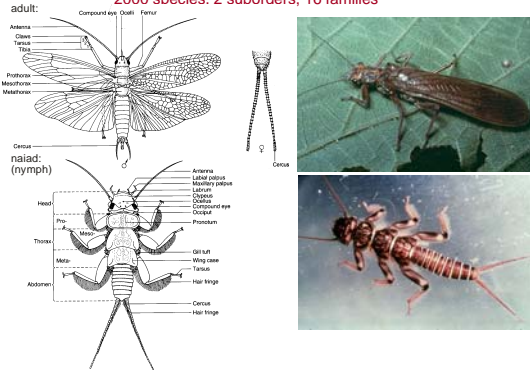 2000 species: 2 suborders, 16 families
adult:
Compound eye Ocelli Femur
Antenna
Claws
Tarsus
Tibia
Prothorax
Mesothorax
Metathorax
Cercus
♂
♀
Cercus
naiad:
(nymph)
Antenna
Labial palpus
Maxillary palpus
Labrum
Clypeus
Ocellus
Compound eye
Occiput
Pronotum
Head
Pro-
Meso-
Thorax
Meta-
Abdomen
Gill tuft
Wing case
Tarsus
Hair fringe
Cercus
Hair fringe